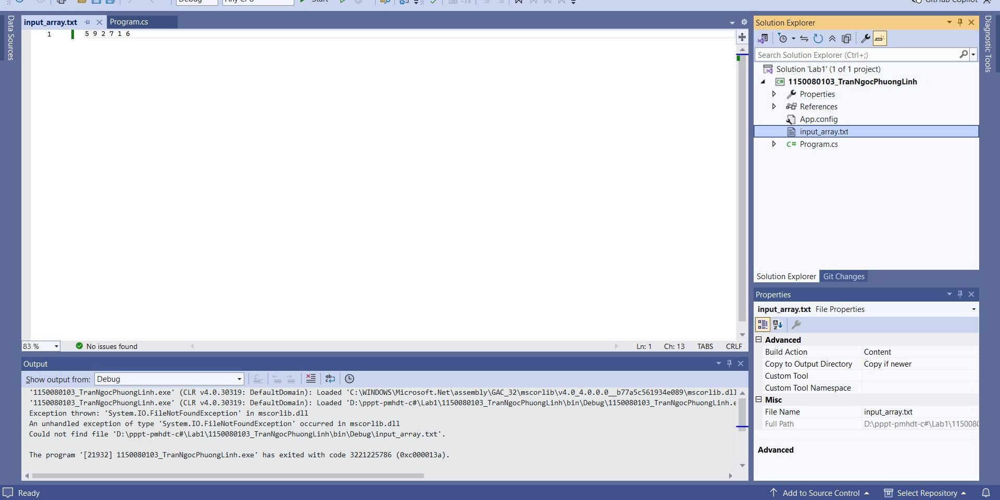 GitHub Copilot
Data Sources
input_array.txt
Program.cs
1
5 9 2 7 1 6
83 %
No issues found
Ln: 1
Ch: 13
TABS
CRLF
Output
Show output from:
Debug
'1150080103_TranNgocPhuongLinh.exe' (CLR v4.0.30319: DefaultDomain): Loaded 'C:\WINDOWS\Microsoft.Net\assembly\GAC_32\mscorlib\v4.0_4.0.0.0__b77a5c561934e089\mscorlib.dll
'1150080103_TranNgocPhuongLinh.exe' (CLR v4.0.30319: DefaultDomain): Loaded 'D:\pppt-pmhdt-c#\Lab1\1150080103_TranNgocPhuongLinh\bin\Debug\1150080103_TranNgocPhuongLinh.e
Exception thrown: 'System.IO.FileNotFoundException' in mscorlib.dll
An unhandled exception of type 'System.IO.FileNotFoundException' occurred in mscorlib.dll
Could not find file 'D:\pppt-pmhdt-c#\Lab1\1150080103_TranNgocPhuongLinh\bin\Debug\input_array.txt'.
The program '[21932] 1150080103_TranNgocPhuongLinh.exe' has exited with code 3221225786 (0xc000013a).
Solution Explorer
Search Solution Explorer (Ctrl+;)
Solution 'Lab1' (1 of 1 project)
1150080103_TranNgocPhuongLinh
Properties
References
App.config
input_array.txt
C# Program.cs
Solution Explorer
Git Changes
Properties
input_array.txt File Properties
Advanced
Build Action Content
Copy to Output Directory Copy if newer
Custom Tool
Custom Tool Namespace
Misc
File Name input_array.txt
Full Path D:\pppt-pmhdt-c#\Lab1\115008
Advanced
Diagnostic Tools
Ready
Add to Source Control
Select Repository